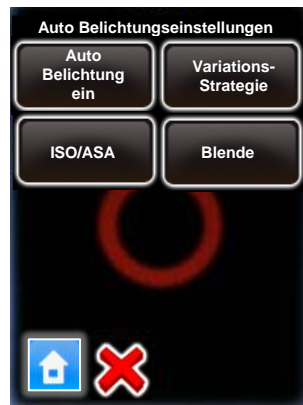 Auto Belichtungseinstellungen
Auto
Belichtung
ein
Variations-
Strategie
ISO/ASA
Blende